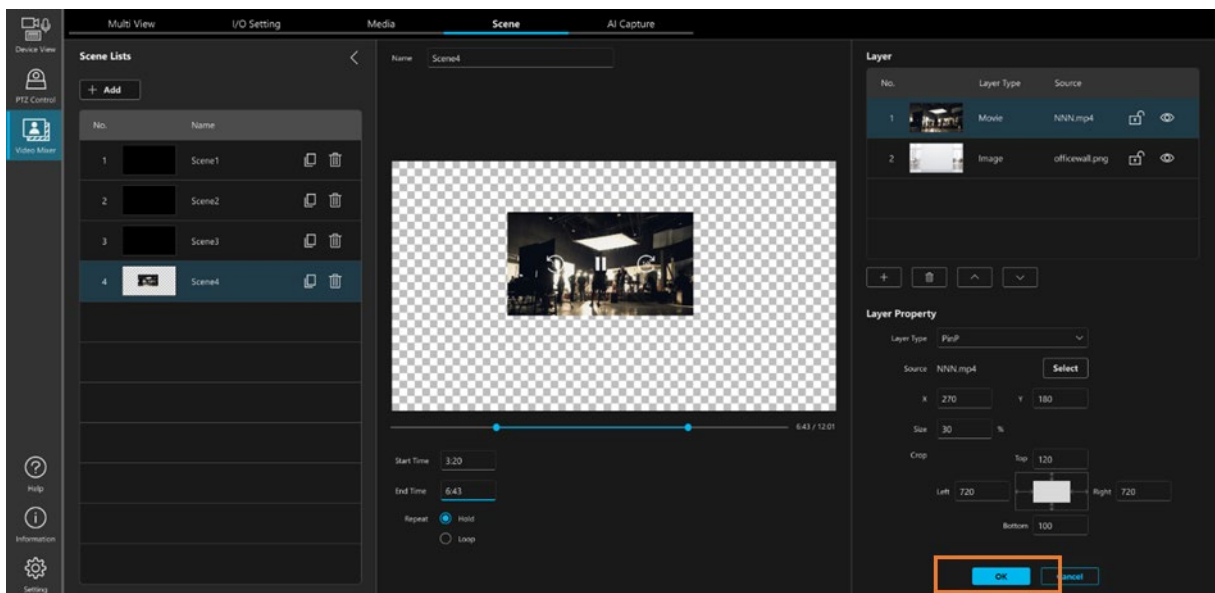 Multi View
I/O Setting
Media
Scene
AI Capture
Device View
PTZ Control
Video Mixer
Help
Information
Setting
Scene Lists
+ Add
No. Name
1 Scene1
2 Scene2
3 Scene3
4 Scene4
Name Scene4
6:43 / 12:01
Start Time 3:20
End Time 6:43
Repeat Hold
Loop
Layer
No. Layer Type Source
1 Movie NNN.mp4
2 Image officewall.png
Layer Property
Layer Type PinP
Source NNN.mp4 Select
X 270 Y 180
Size 30 %
Crop Top 120
Left 720 Right 720
Bottom 100
OK Cancel